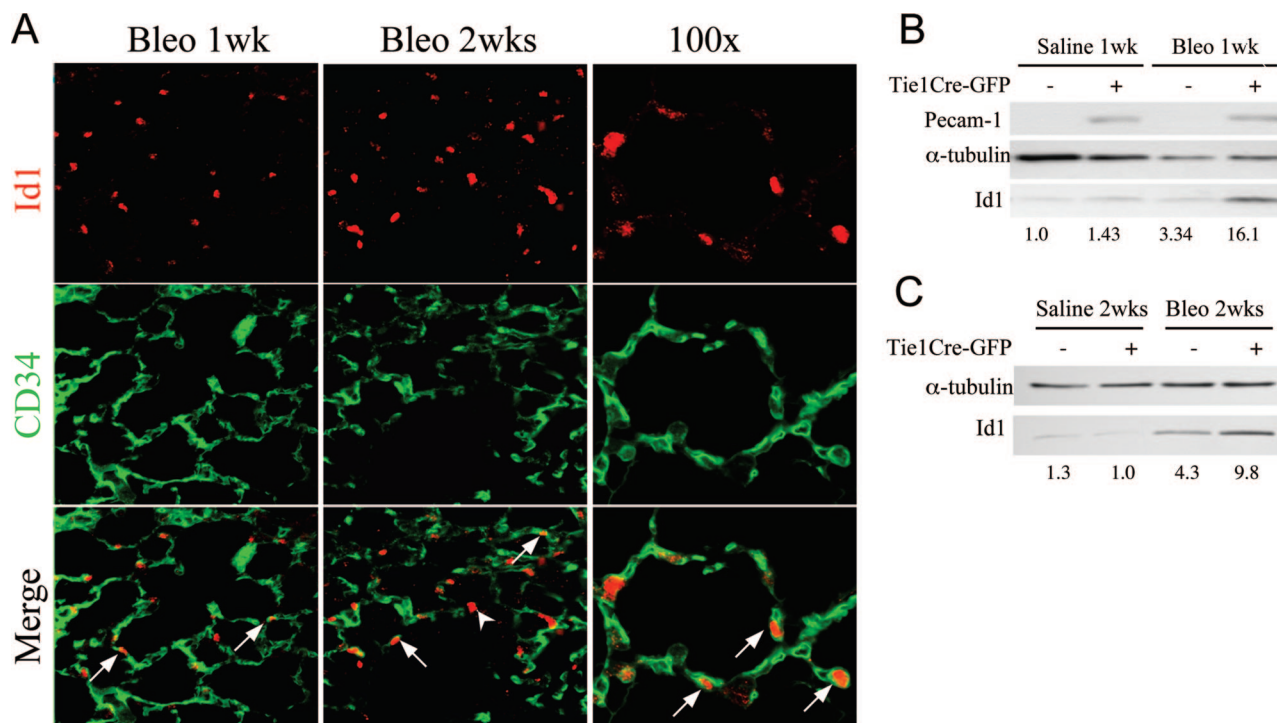 A
Bleo 1wk Bleo 2wks 100x
Id1
CD34
Merge
B
Saline 1wk Bleo 1wk
Tie1Cre-GFP - + - +
Pecam-1
α-tubulin
Id1
1.0 1.43 3.34 16.1
C
Saline 2wks Bleo 2wks
Tie1Cre-GFP - + - +
α-tubulin
Id1
1.3 1.0 4.3 9.8